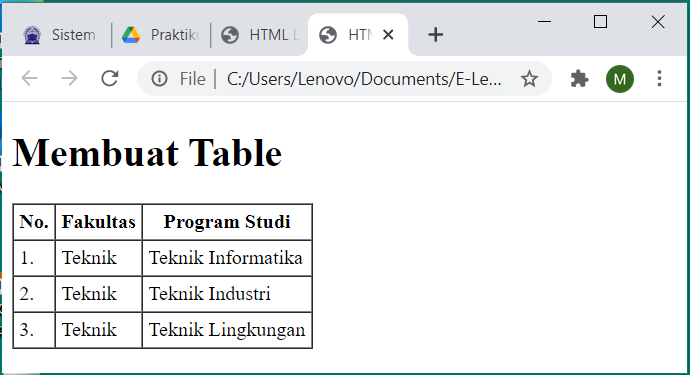 Sistem
Praktik
HTML L
HTM
File
C:/Users/Lenovo/Documents/E-Le...
M
Membuat Table
No. Fakultas Program Studi
1. Teknik Teknik Informatika
2. Teknik Teknik Industri
3. Teknik Teknik Lingkungan